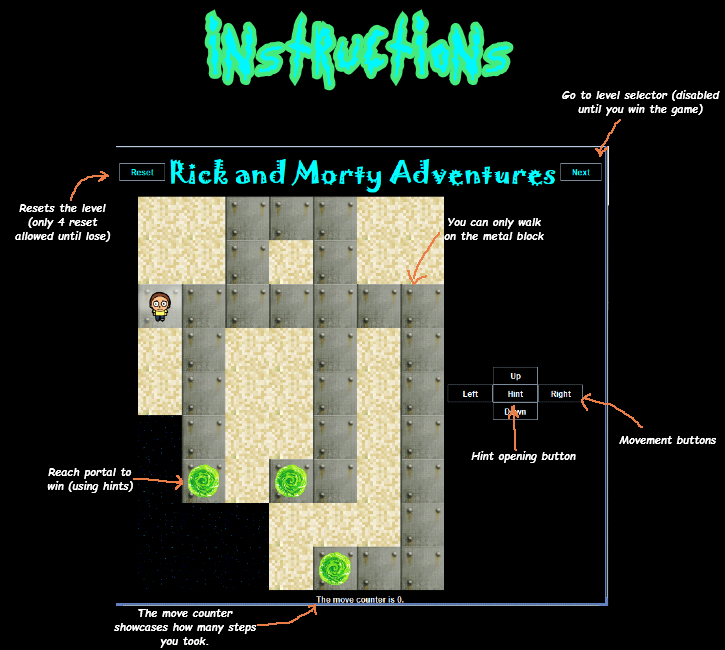 iNstRuctioNs
Go to level selector (disabled
until you win the game)
Reset
Rick and Morty Adventures
Next
Resets the level
(only 4 reset
allowed until lose)
You can only walk
on the metal block
Up
Left
Hint
Right
Down
Movement buttons
Hint opening button
Reach portal to
win (using hints)
The move counter is 0.
The move counter
showcases how many steps
you took.